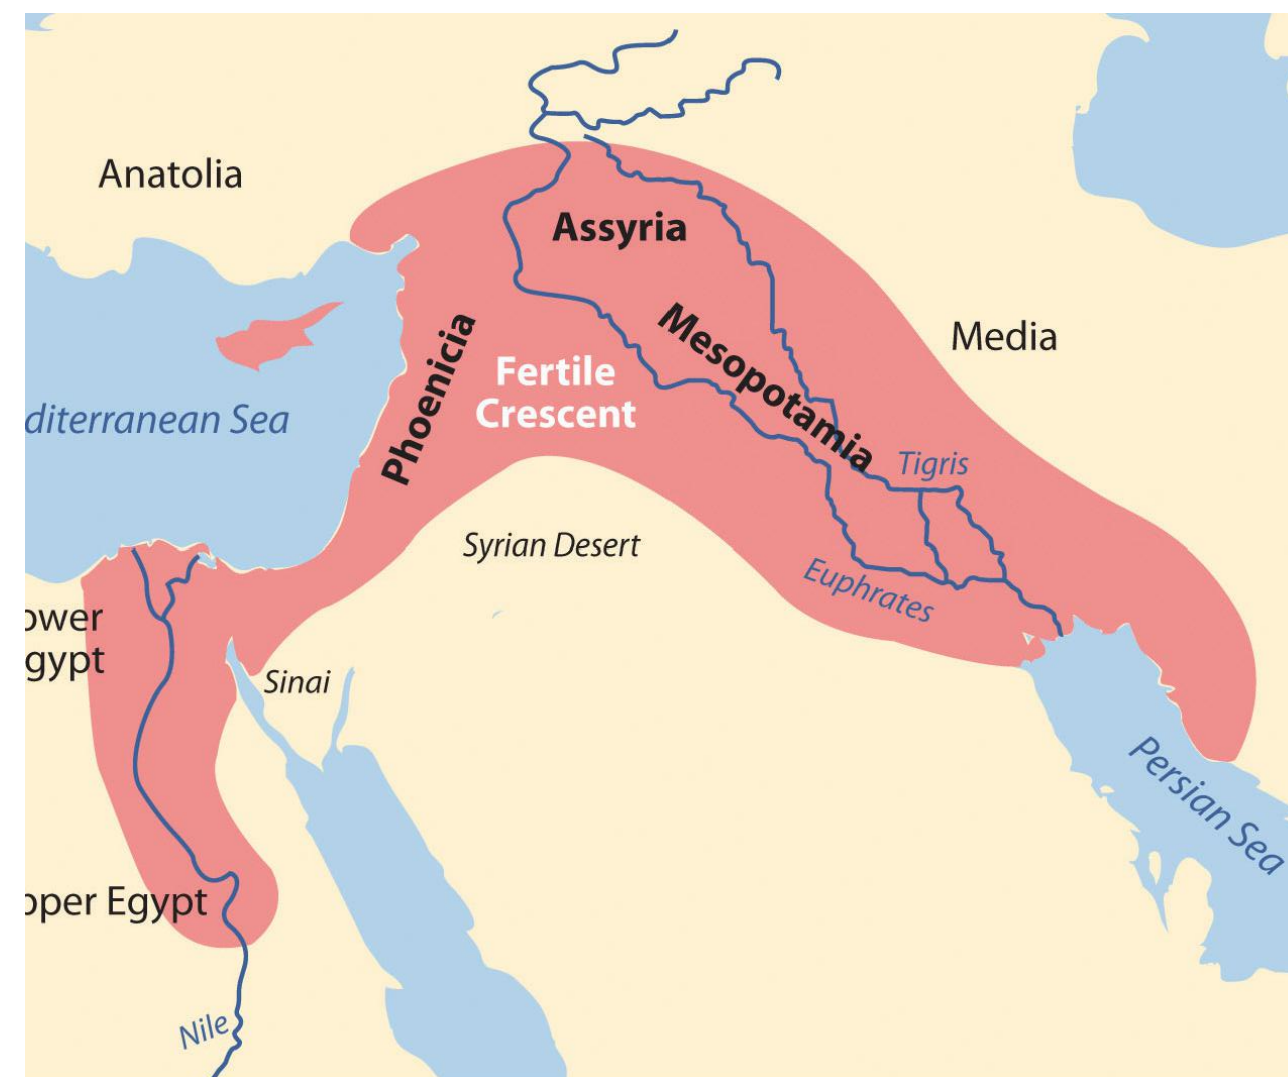 Anatolia
Assyria
Mesopotamia
Media
Phoenicia
Fertile
Crescent
diterranean Sea
Tigris
Syrian Desert
Euphrates
ower
gypt
Sinai
Persian Sea
pper Egypt
Nile